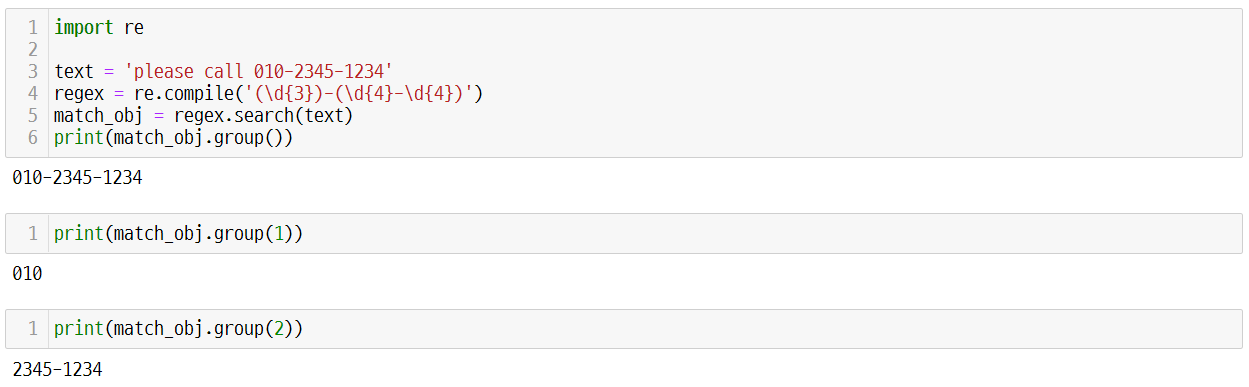 1 import re
2
3 text = 'please call 010-2345-1234'
4 regex = re.compile('(\d{3})-(\d{4}-\d{4})')
5 match_obj = regex.search(text)
6 print(match_obj.group())
010-2345-1234
1 print(match_obj.group(1))
010
1 print(match_obj.group(2))
2345-1234